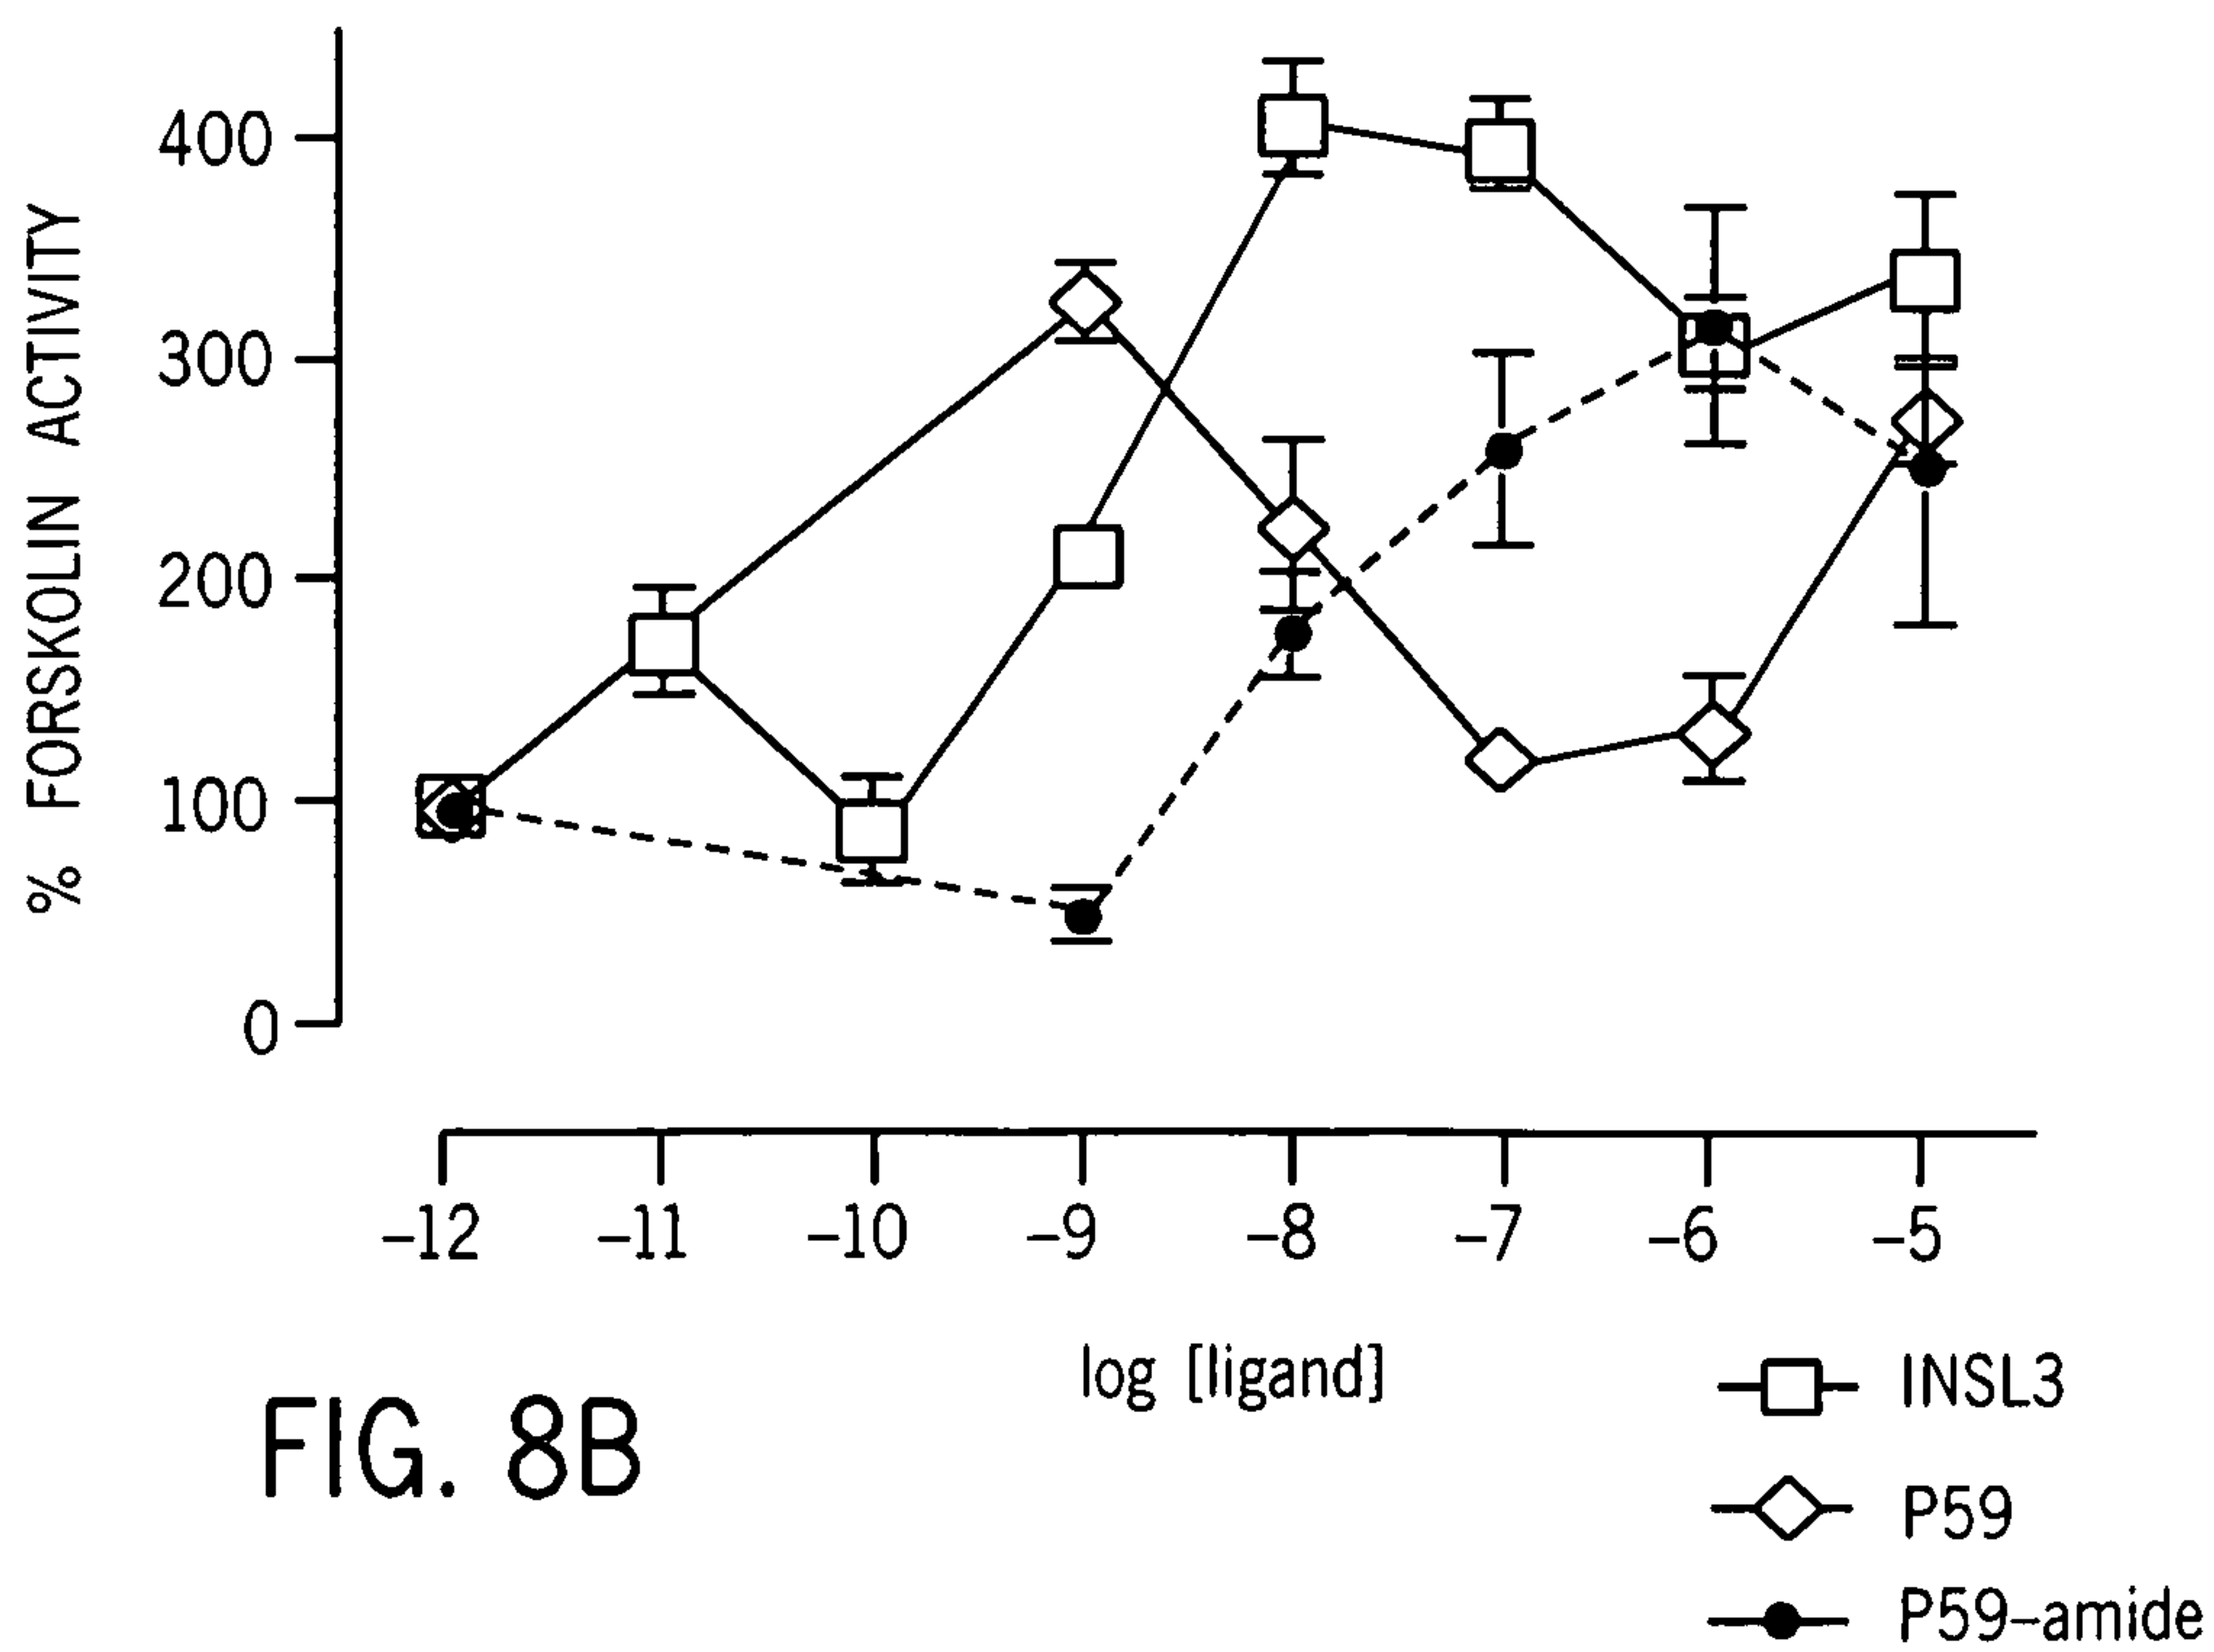 % FORSKOLIN ACTIVITY
400
300
200
100
0
-12 -11 -10 -9 -8 -7 -6 -5
log [ligand]
INSL3
P59
P59-amide
FIG. 8B